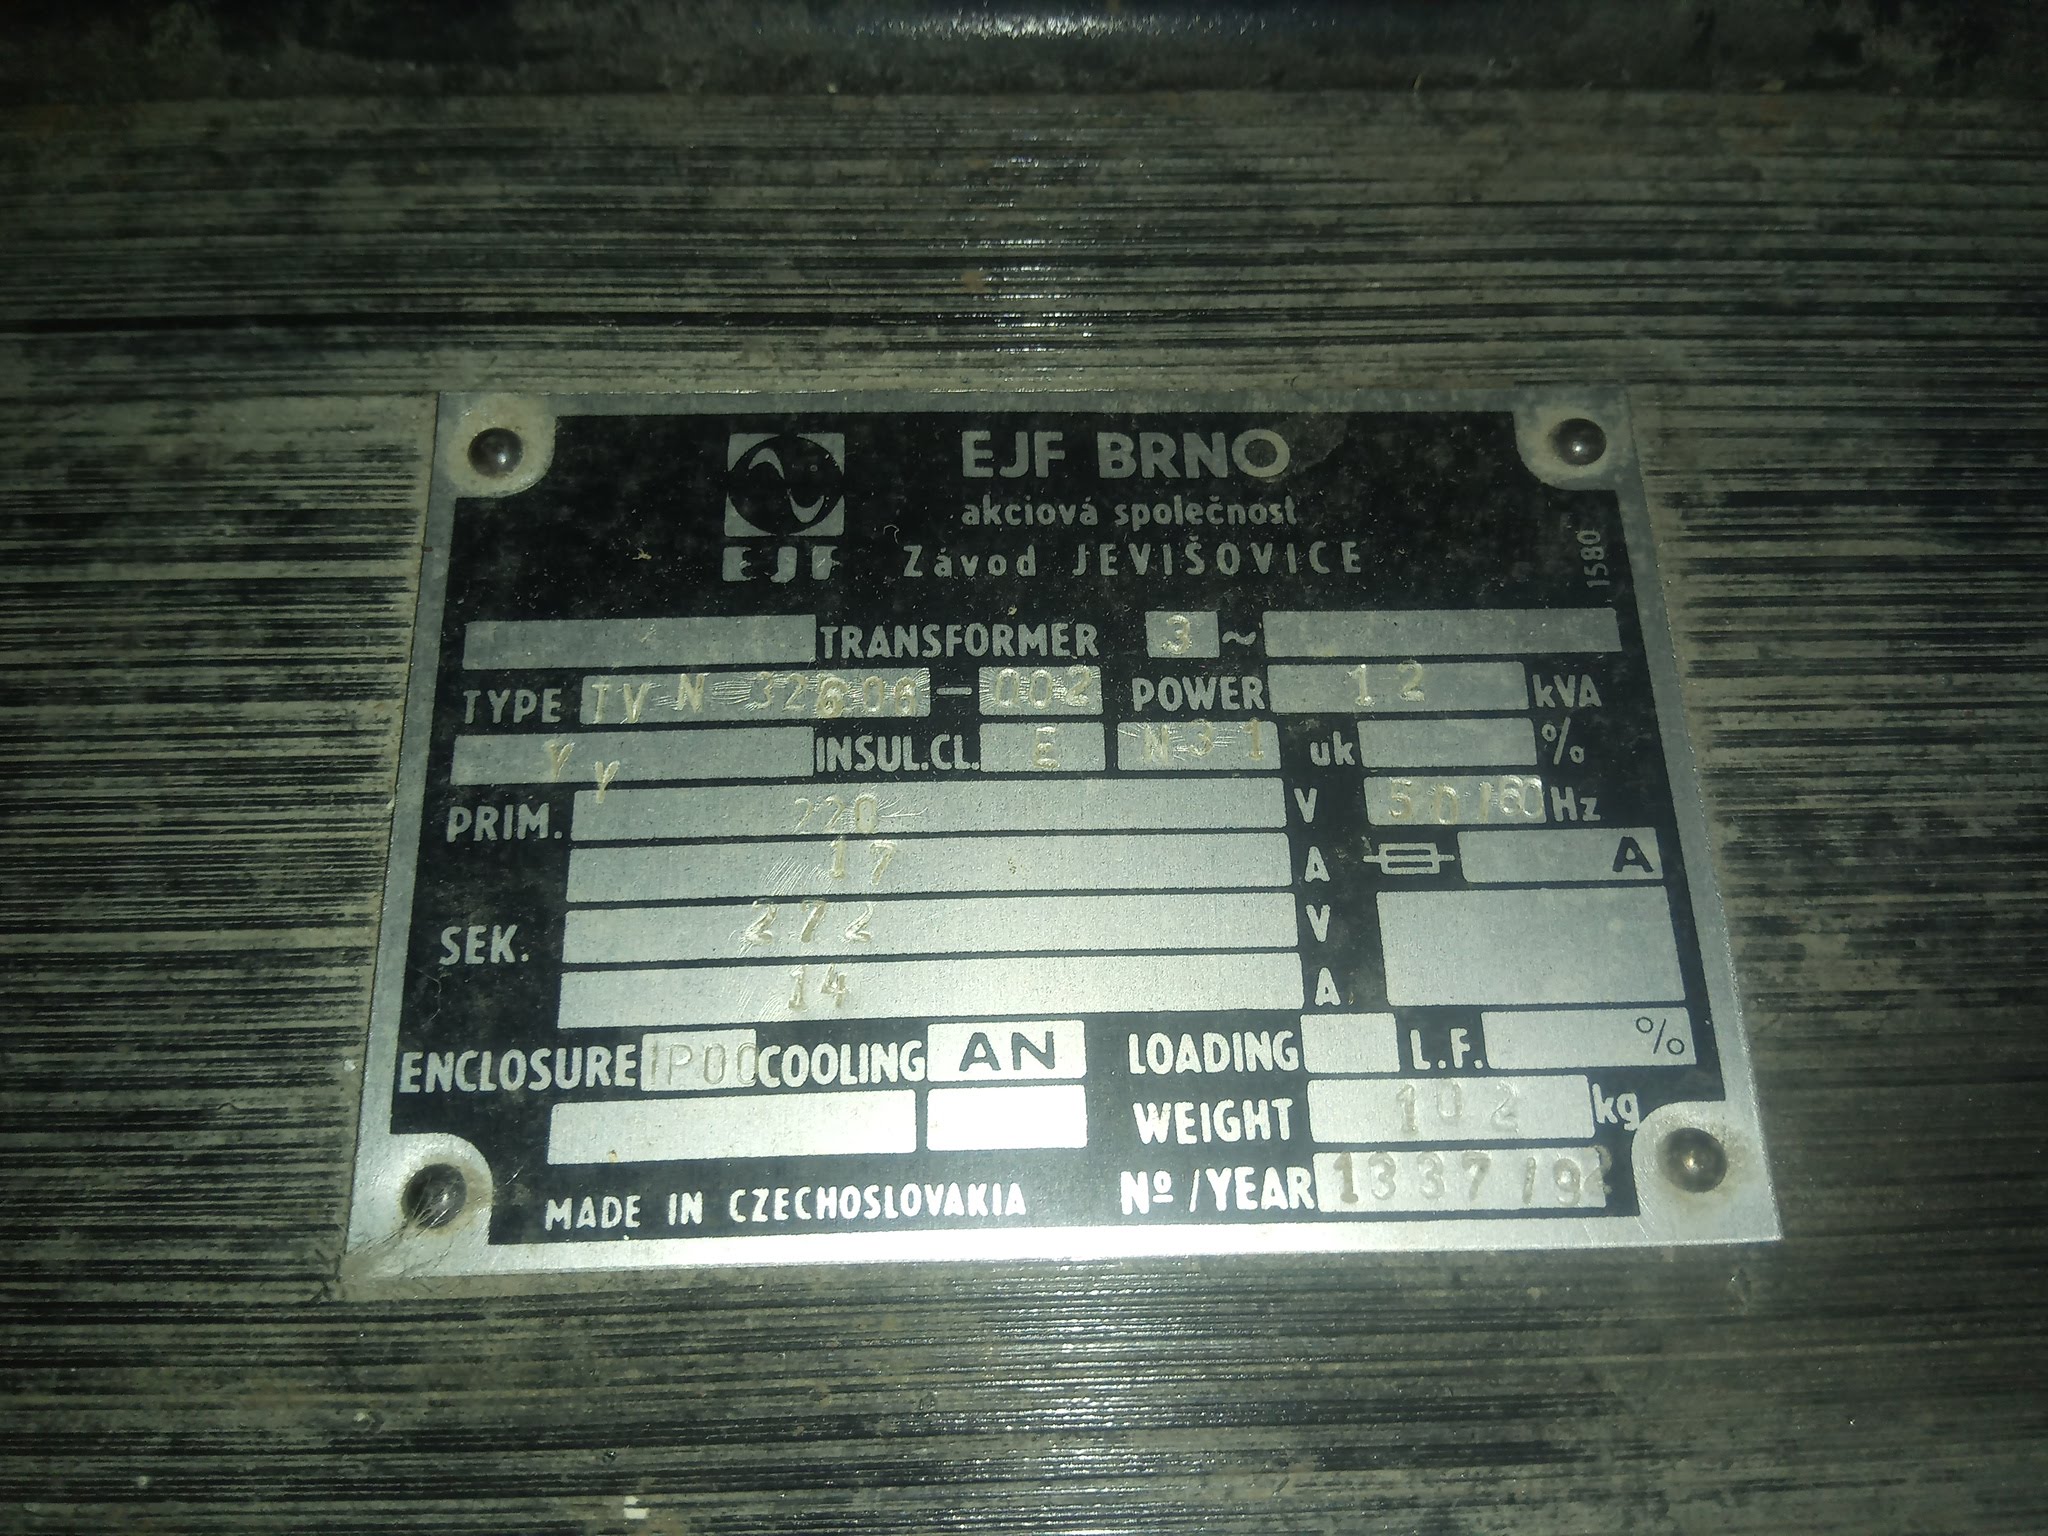 EJF BRNO
akciová společnost
EJF Závod JEVIŠOVICE
1580
TRANSFORMER 3 ~
TYPE TVN 32606 - 002 POWER 12 kVA
Yy INSUL.CL. E N31 uk %
PRIM. Y 220 V 50/60 Hz
17 A A
SEK. 272 V
14 A
ENCLOSURE IP00 COOLING AN LOADING L.F. %
WEIGHT 102 kg
MADE IN CZECHOSLOVAKIA Nº/YEAR 1337/92